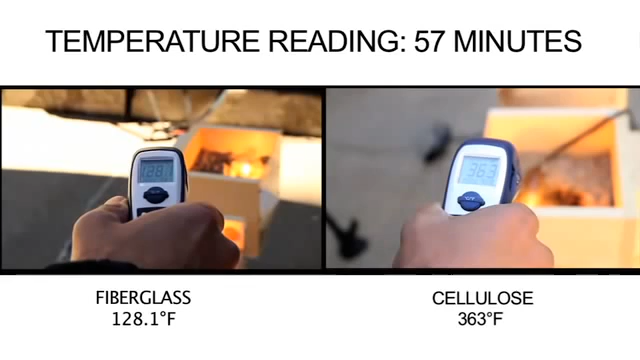 TEMPERATURE READING: 57 MINUTES
128.1
363
FIBERGLASS
128.1°F
CELLULOSE
363°F